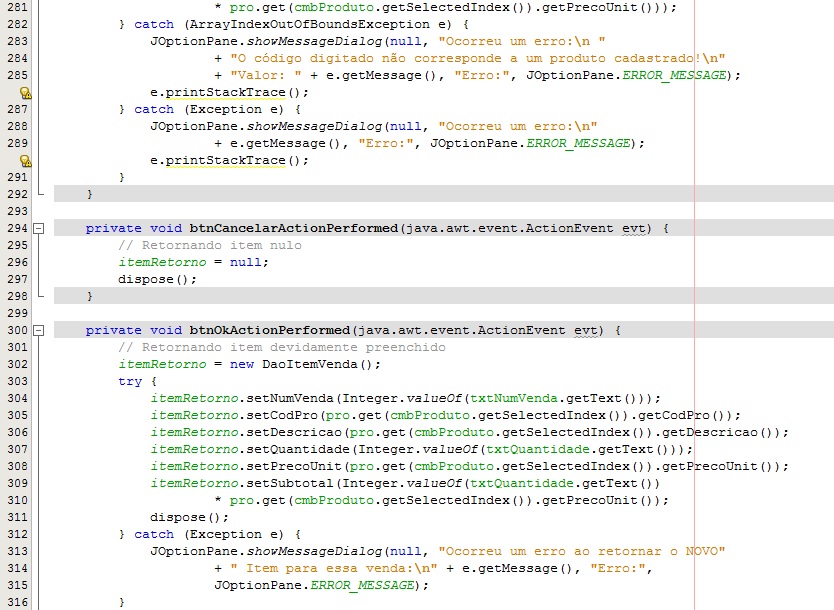 281                         * pro.get(cmbProduto.getSelectedIndex()).getPrecoUnit()));
282         } catch (ArrayIndexOutOfBoundsException e) {
283             JOptionPane.showMessageDialog(null, "Ocorreu um erro:\n "
284                     + "O código digitado não corresponde a um produto cadastrado!\n"
285                     + "Valor: " + e.getMessage(), "Erro:", JOptionPane.ERROR_MESSAGE);
            e.printStackTrace();
287         } catch (Exception e) {
288             JOptionPane.showMessageDialog(null, "Ocorreu um erro:\n"
289                     + e.getMessage(), "Erro:", JOptionPane.ERROR_MESSAGE);
            e.printStackTrace();
291         }
292     }
293
294     private void btnCancelarActionPerformed(java.awt.event.ActionEvent evt) {
295         // Retornando item nulo
296         itemRetorno = null;
297         dispose();
298     }
299
300     private void btnOkActionPerformed(java.awt.event.ActionEvent evt) {
301         // Retornando item devidamente preenchido
302         itemRetorno = new DaoItemVenda();
303         try {
304             itemRetorno.setNumVenda(Integer.valueOf(txtNumVenda.getText()));
305             itemRetorno.setCodPro(pro.get(cmbProduto.getSelectedIndex()).getCodPro());
306             itemRetorno.setDescricao(pro.get(cmbProduto.getSelectedIndex()).getDescricao());
307             itemRetorno.setQuantidade(Integer.valueOf(txtQuantidade.getText()));
308             itemRetorno.setPrecoUnit(pro.get(cmbProduto.getSelectedIndex()).getPrecoUnit());
309             itemRetorno.setSubtotal(Integer.valueOf(txtQuantidade.getText())
310                     * pro.get(cmbProduto.getSelectedIndex()).getPrecoUnit());
311             dispose();
312         } catch (Exception e) {
313             JOptionPane.showMessageDialog(null, "Ocorreu um erro ao retornar o NOVO"
314                     + " Item para essa venda:\n" + e.getMessage(), "Erro:",
315                     JOptionPane.ERROR_MESSAGE);
316         }